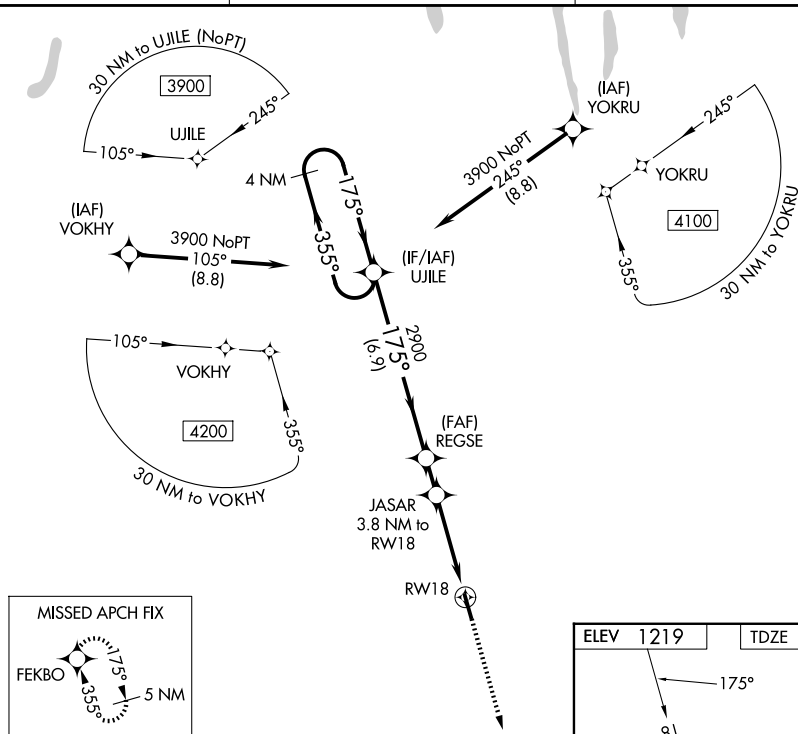 30 NM to UJILE (NoPT)
3900
UJILE
105°
245°
(IAF)
YOKRU
3900 NoPT
245°
(8.8)
245°
YOKRU
4100
355°
30 NM to YOKRU
4 NM
175°
355°
(IAF)
VOKHY
3900 NoPT
105°
(8.8)
(IF/IAF)
UJILE
2900
175°
(6.9)
105°
VOKHY
4200
355°
30 NM to VOKHY
(FAF)
REGSE
JASAR
3.8 NM to
RW18
RW18
MISSED APCH FIX
FEKBO
175°
355°
5 NM
ELEV 1219
TDZE
175°